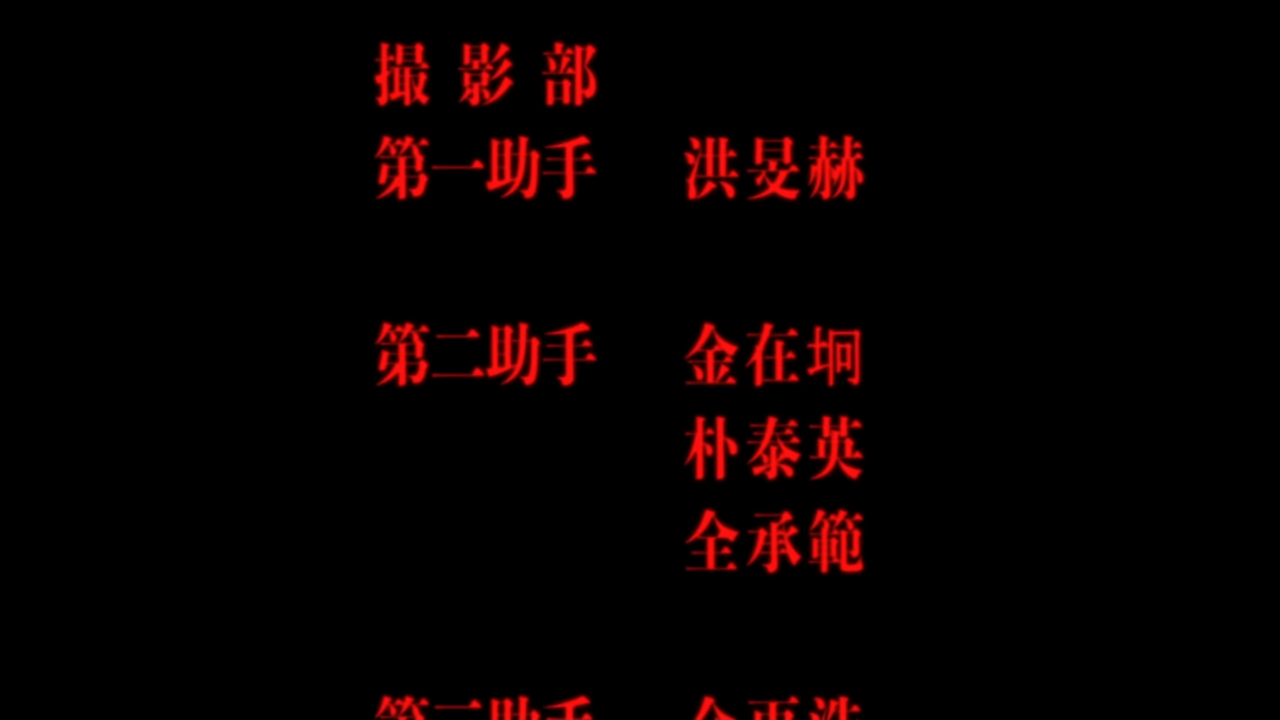 撮影部
第一助手 洪旻赫
第二助手 金在坰
朴泰英
全承範